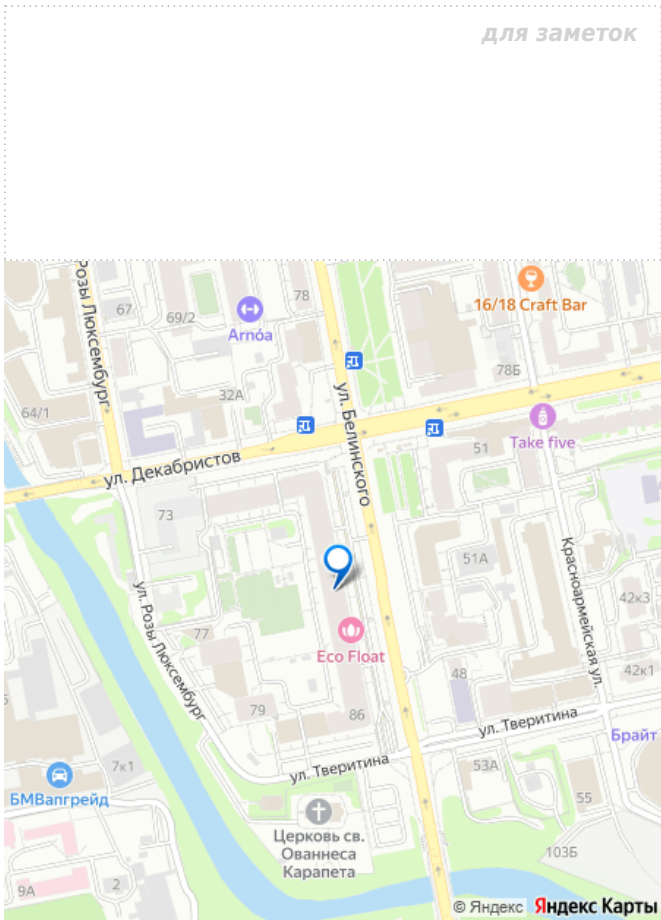 для заметок
Розы Люксембург
67
69/2
Arnóa
78
16/18 Craft Bar
78Б
64/1
32А
ул. Белинского
Take five
51
ул. Декабристов
73
51А
Красноармейская ул.
42к3
ул. Розы Люксембург
77
Eco Float
48
42к1
79
86
ул. Тверитина
Брайт
ул. Тверитина
53А
7к1
БМВапгрейд
55
Церковь св.
Ованнеса
Карапета
103Б
9А
2
© Яндекс Яндекс Карты